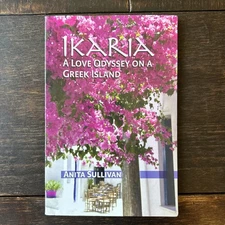 IKARIA
A LOVE ODYSSEY ON A
GREEK ISLAND
ANITA SULLIVAN